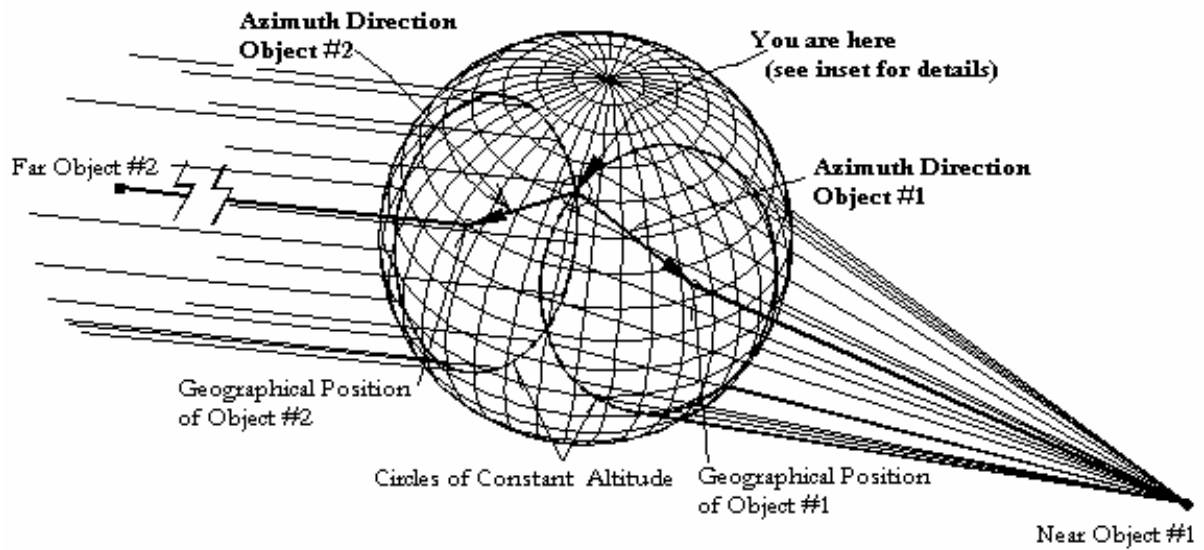 Azimuth Direction
Object #2
You are here
(see inset for details)
Far Object #2
Azimuth Direction
Object #1
Geographical Position
of Object #2
Circles of Constant Altitude
Geographical Position
of Object #1
Near Object #1